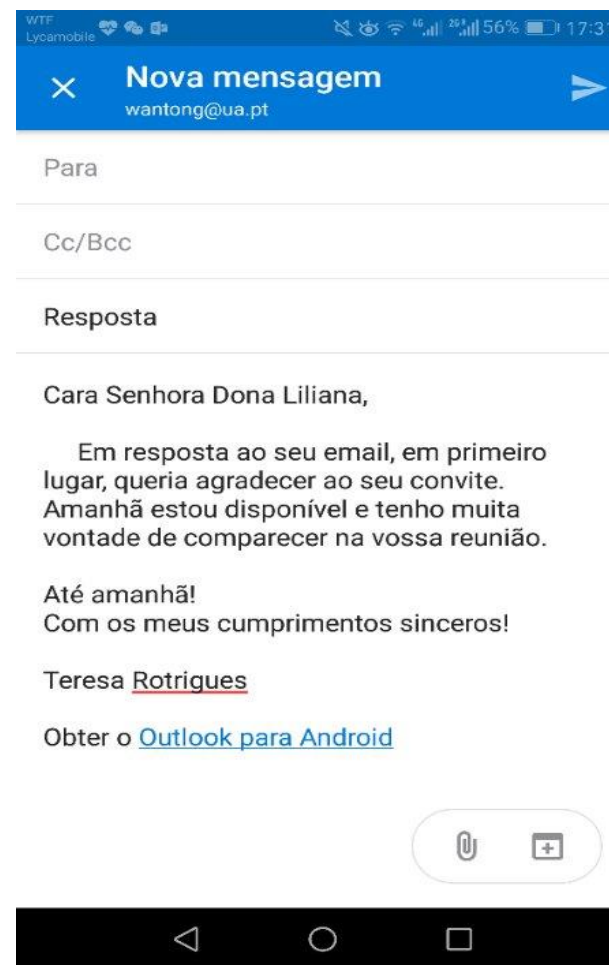 WTF
Lycamobile 56% 17:31
Nova mensagem
wantong@ua.pt
Para
Cc/Bcc
Resposta
Cara Senhora Dona Liliana,
Em resposta ao seu email, em primeiro
lugar, queria agradecer ao seu convite.
Amanhã estou disponível e tenho muita
vontade de comparecer na vossa reunião.
Até amanhã!
Com os meus cumprimentos sinceros!
Teresa Rotrigues
Obter o Outlook para Android